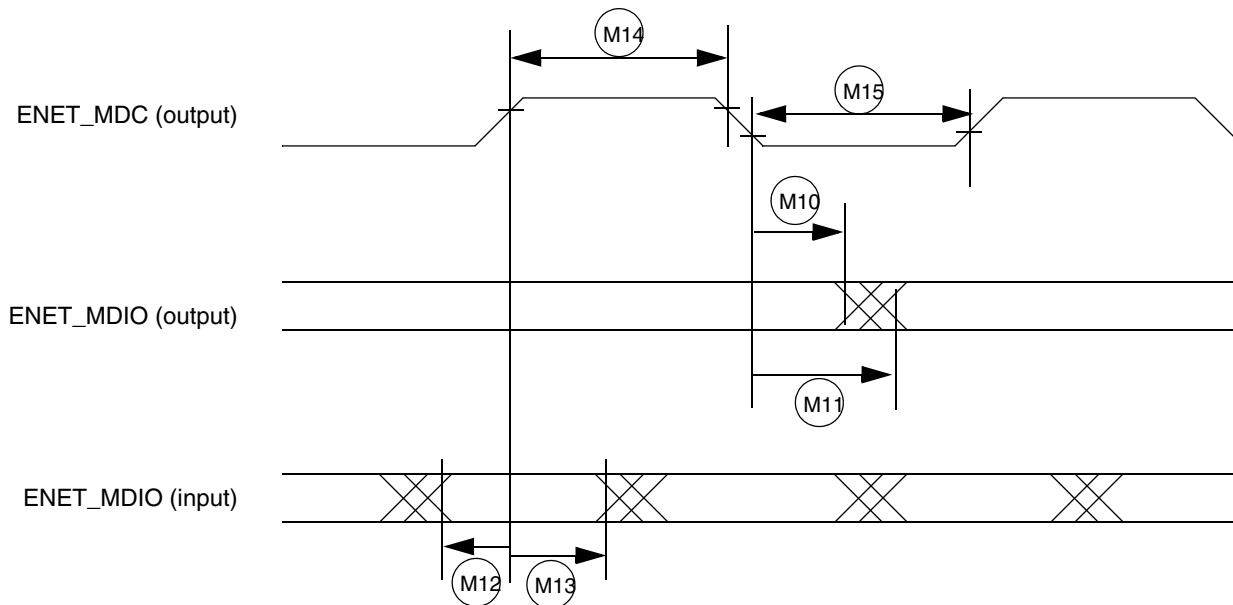 M14
ENET_MDC (output)
M15
M10
ENET_MDIO (output)
M11
ENET_MDIO (input)
M12
M13